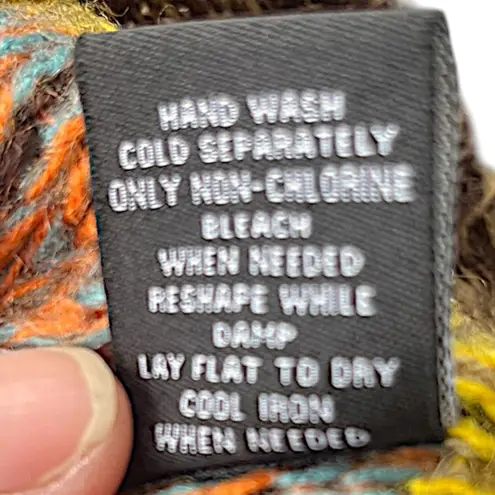 HAND WASH
COLD SEPARATELY
ONLY NON-CHLORINE
BLEACH
WHEN NEEDED
RESHAPE WHILE
DAMP
LAY FLAT TO DRY
COOL IRON
WHEN NEEDED